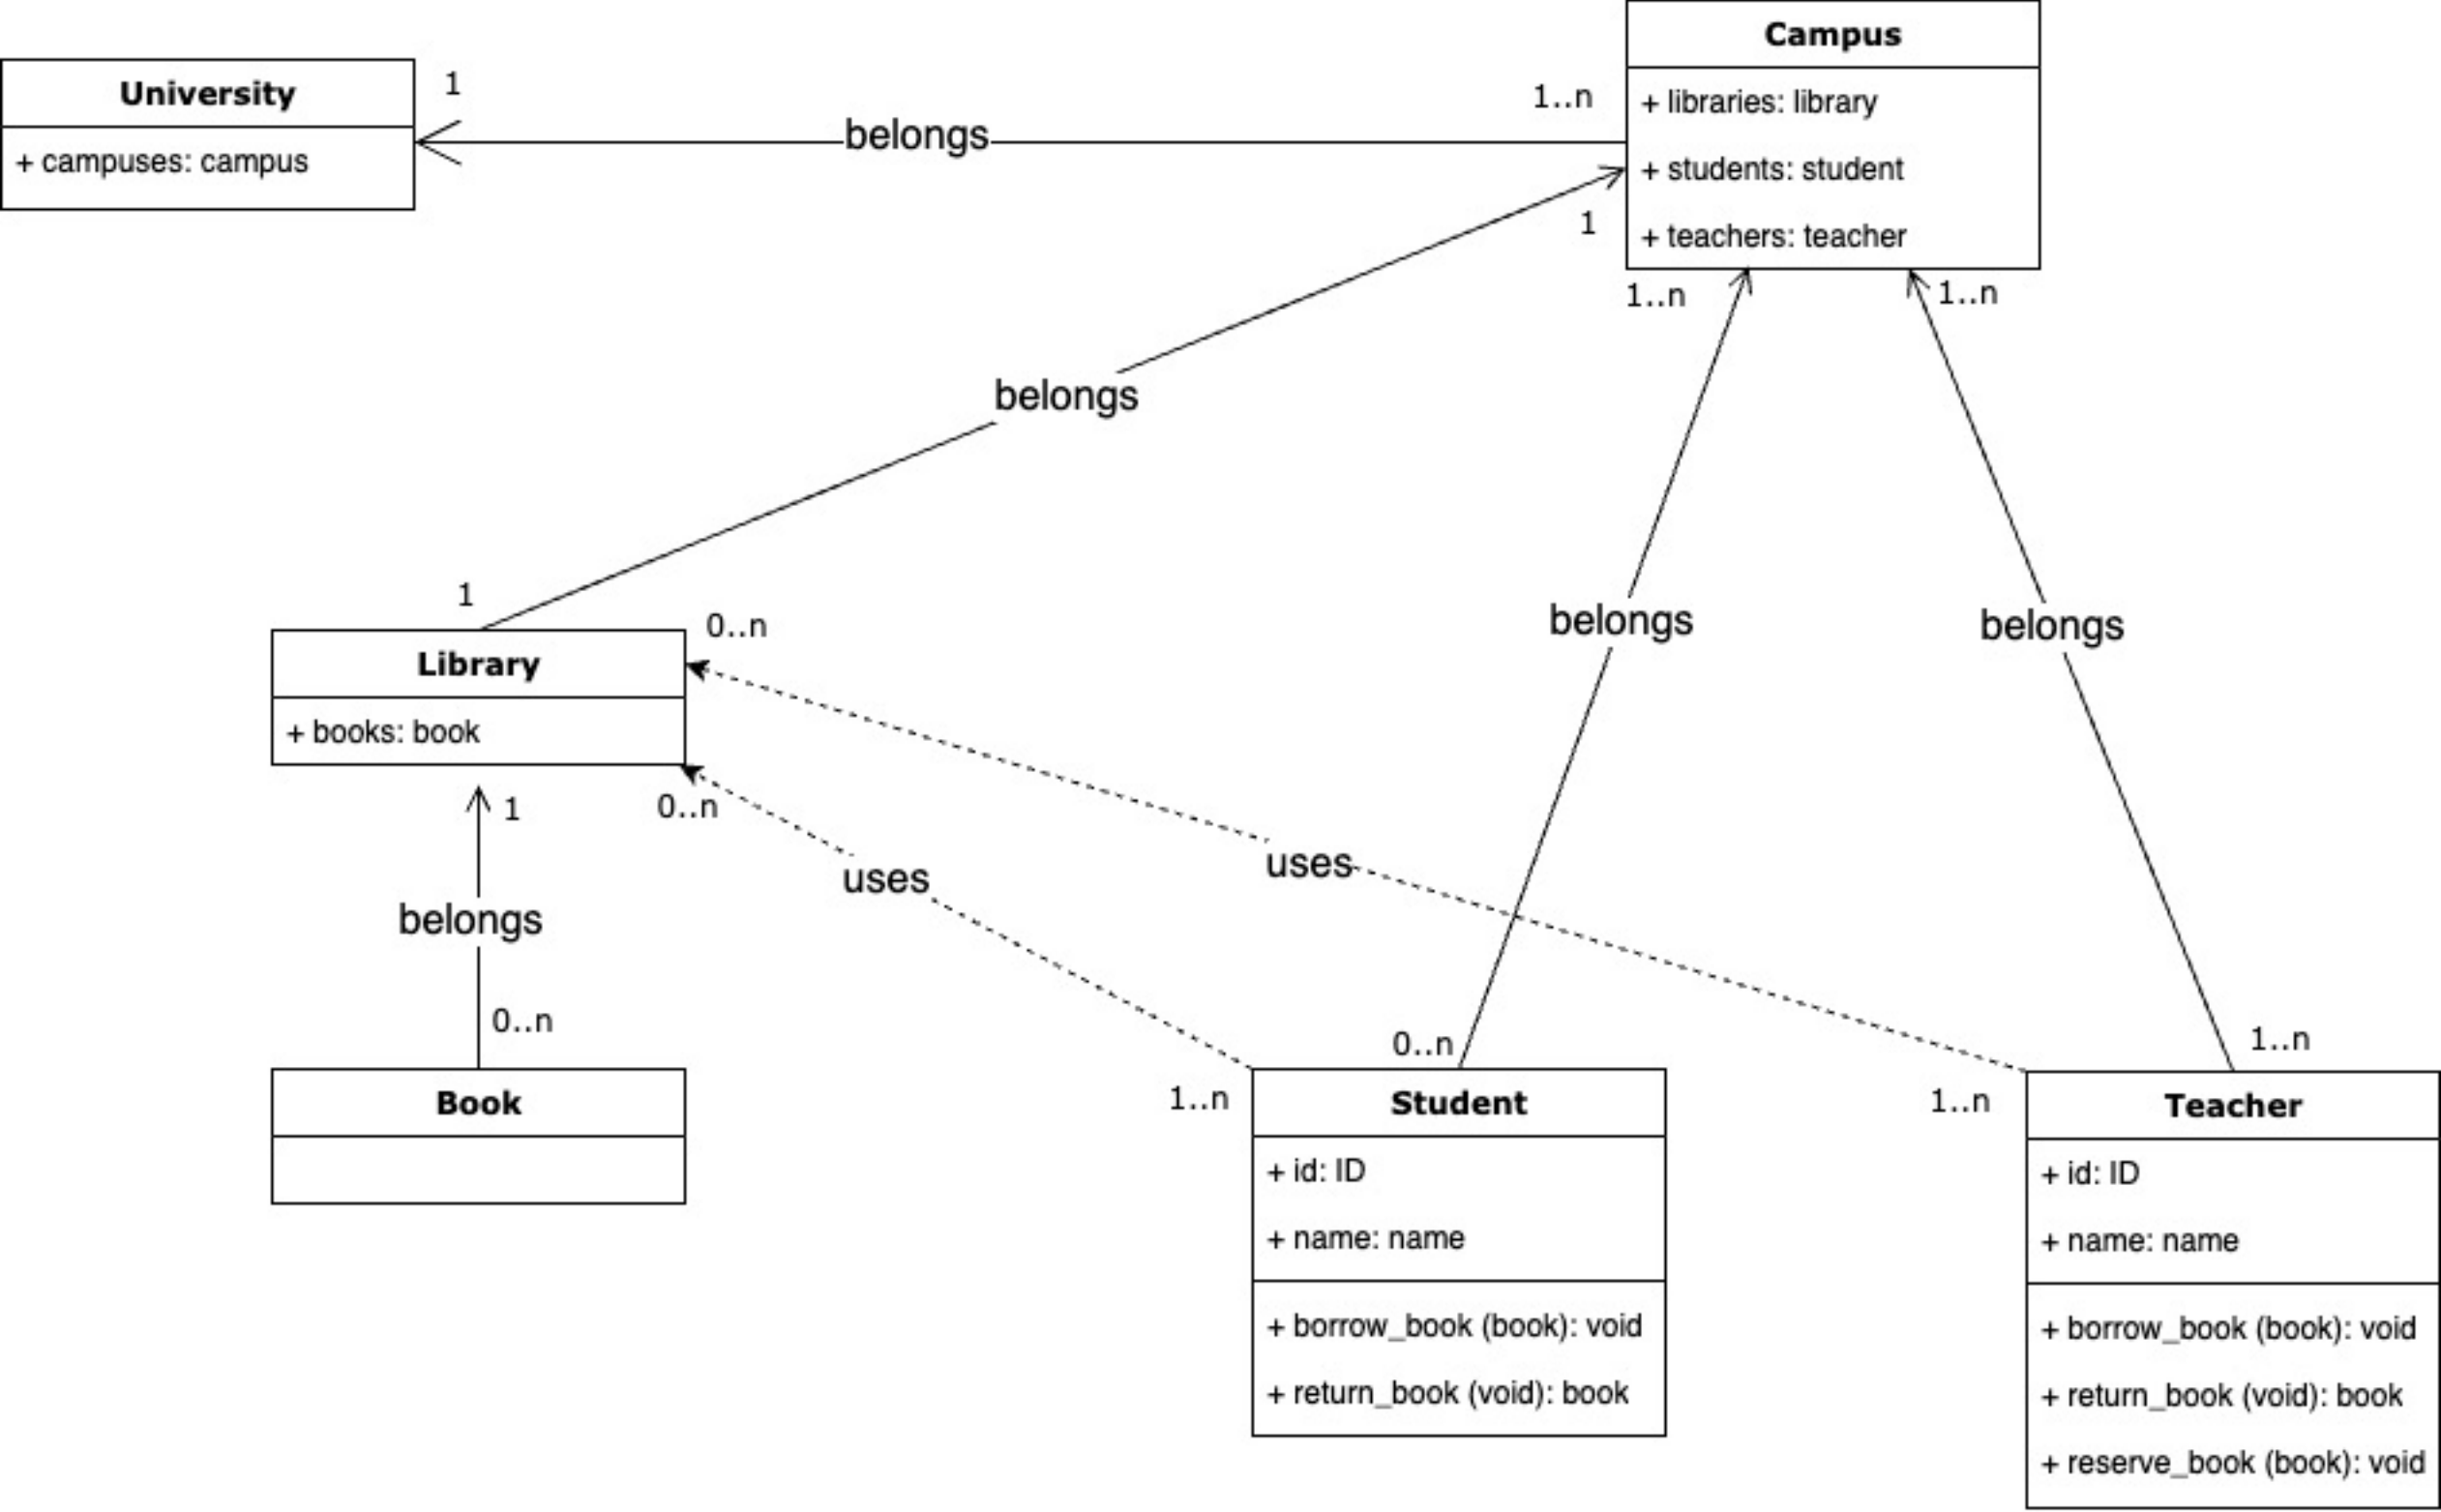 Campus
+ libraries: library
+ students: student
+ teachers: teacher
University
+ campuses: campus
1
belongs
1..n
1
1..n
1..n
belongs
1
0..n
belongs
belongs
Library
+ books: book
1
0..n
uses
uses
belongs
0..n
0..n
1..n
1..n
1..n
Book
Student
+ id: ID
+ name: name
+ borrow_book (book): void
+ return_book (void): book
Teacher
+ id: ID
+ name: name
+ borrow_book (book): void
+ return_book (void): book
+ reserve_book (book): void